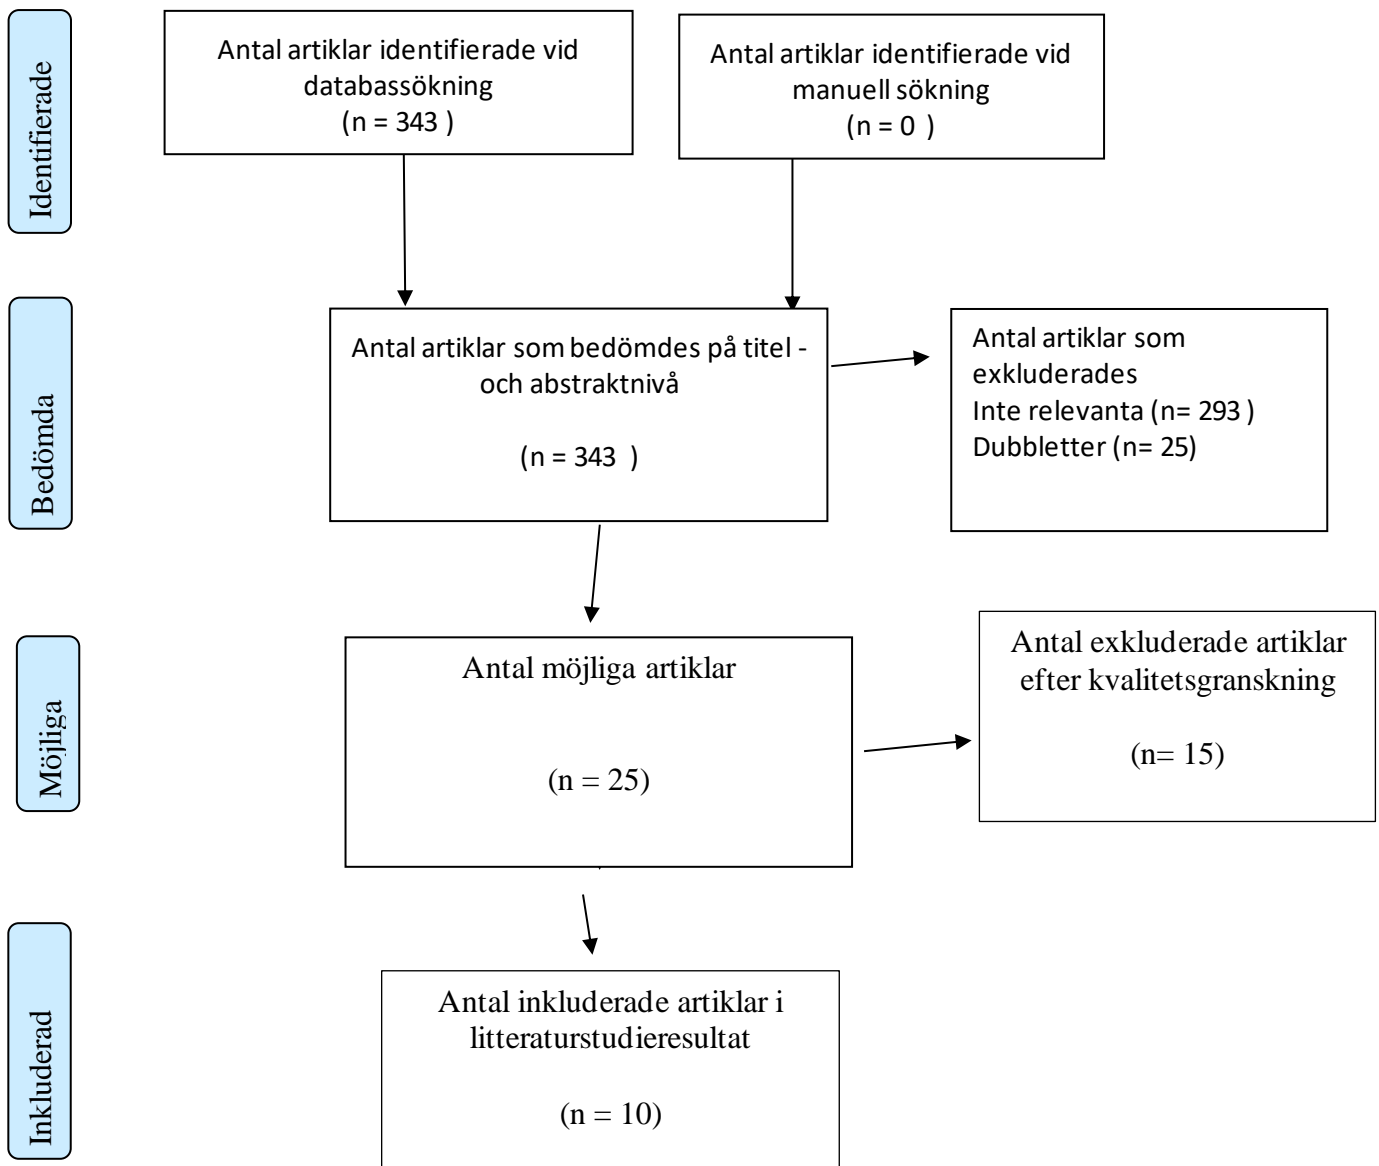 Identifierade
Antal artiklar identifierade vid
databassökning
(n = 343 )
Antal artiklar identifierade vid
manuell sökning
(n = 0 )
Bedömda
Antal artiklar som bedömdes på titel -
och abstraktnivå
(n = 343 )
Antal artiklar som
exkluderades
Inte relevanta (n= 293 )
Dubbletter (n= 25)
Möjliga
Antal möjliga artiklar
(n = 25)
Antal exkluderade artiklar
efter kvalitetsgranskning
(n= 15)
Inkluderad
Antal inkluderade artiklar i
litteraturstudieresultat
(n = 10)